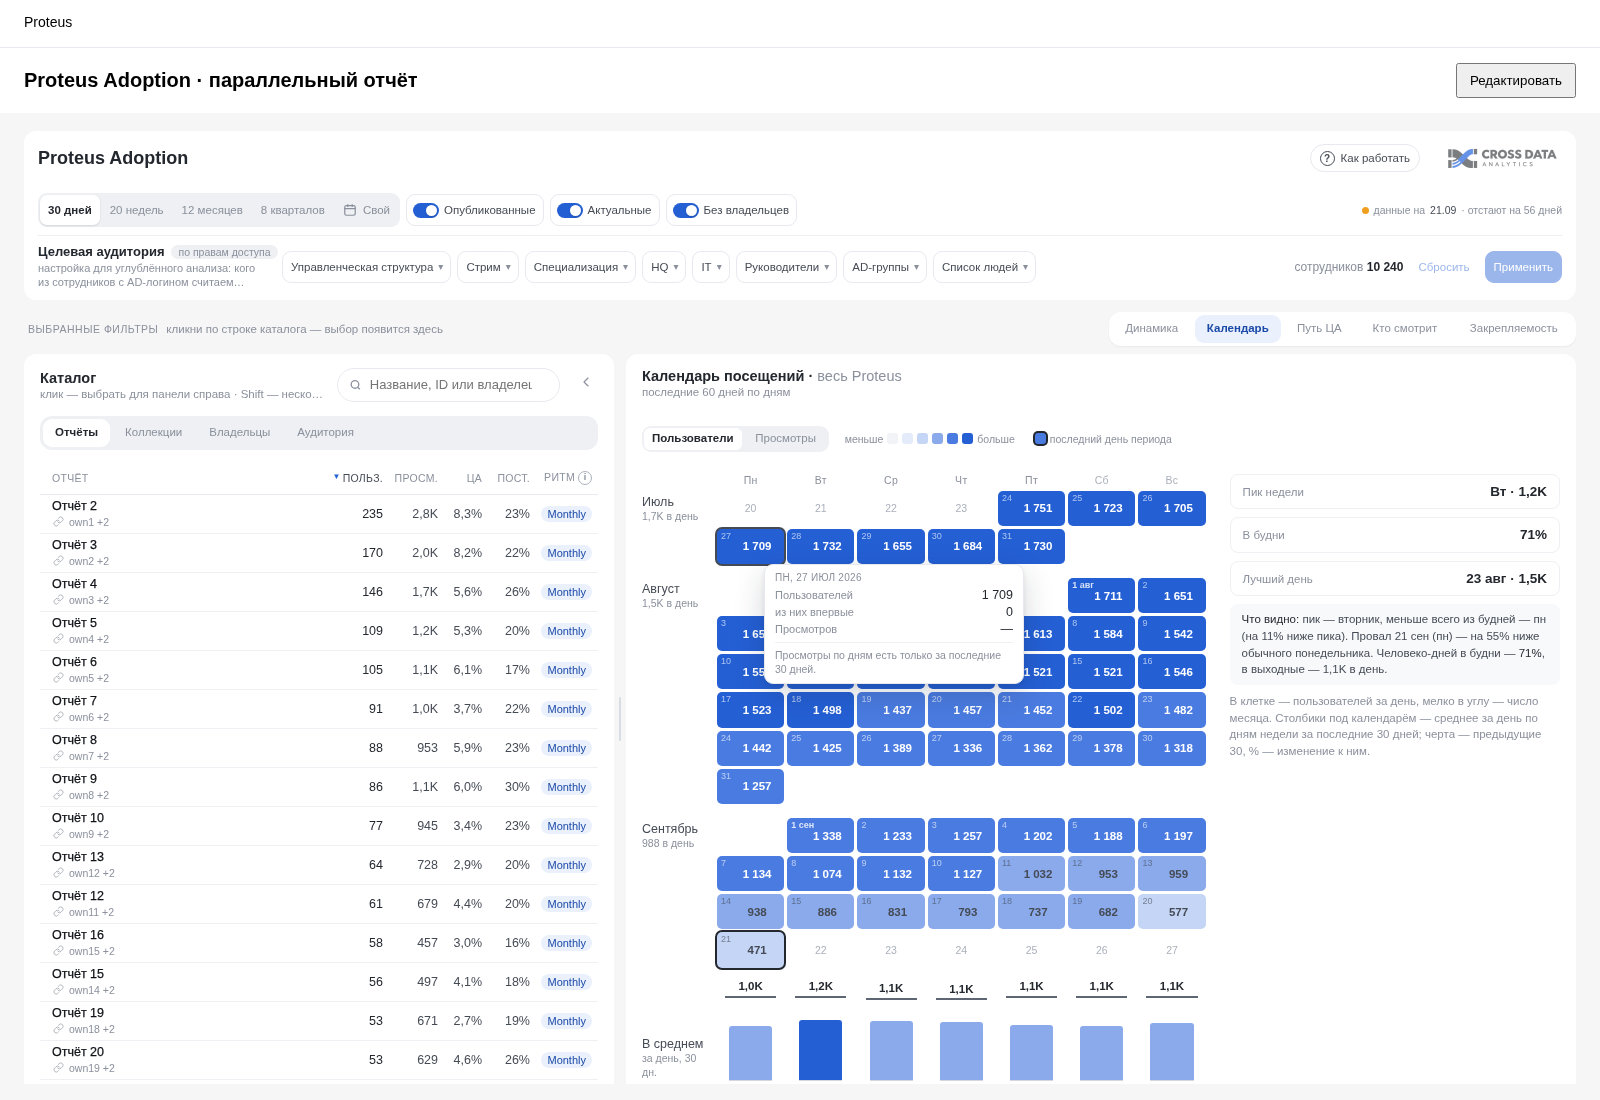 Proteus
Proteus Adoption · параллельный отчёт
Редактировать
Proteus Adoption
? Как работать
CROSS DATA
ANALYTICS
30 дней 20 недель 12 месяцев 8 кварталов Свой Опубликованные Актуальные Без владельцев
данные на 21.09 · отстают на 56 дней
Целевая аудитория по правам доступа
настройка для углублённого анализа: кого
из сотрудников с AD-логином считаем…
Управленческая структура Стрим Специализация HQ IT Руководители AD-группы Список людей
сотрудников 10 240 Сбросить Применить
ВЫБРАННЫЕ ФИЛЬТРЫ кликни по строке каталога — выбор появится здесь
Динамика Календарь Путь ЦА Кто смотрит Закрепляемость
Каталог
клик — выбрать для панели справа · Shift — неско…
Название, ID или владелец
Отчёты Коллекции Владельцы Аудитория
ОТЧЁТ ▼ ПОЛЬЗ. ПРОСМ. ЦА ПОСТ. РИТМ
Отчёт 2
own1 +2
235 2,8K 8,3% 23% Monthly
Отчёт 3
own2 +2
170 2,0K 8,2% 22% Monthly
Отчёт 4
own3 +2
146 1,7K 5,6% 26% Monthly
Отчёт 5
own4 +2
109 1,2K 5,3% 20% Monthly
Отчёт 6
own5 +2
105 1,1K 6,1% 17% Monthly
Отчёт 7
own6 +2
91 1,0K 3,7% 22% Monthly
Отчёт 8
own7 +2
88 953 5,9% 23% Monthly
Отчёт 9
own8 +2
86 1,1K 6,0% 30% Monthly
Отчёт 10
own9 +2
77 945 3,4% 23% Monthly
Отчёт 13
own12 +2
64 728 2,9% 20% Monthly
Отчёт 12
own11 +2
61 679 4,4% 20% Monthly
Отчёт 16
own15 +2
58 457 3,0% 16% Monthly
Отчёт 15
own14 +2
56 497 4,1% 18% Monthly
Отчёт 19
own18 +2
53 671 2,7% 19% Monthly
Отчёт 20
own19 +2
53 629 4,6% 26% Monthly
Календарь посещений · весь Proteus
последние 60 дней по дням
Пользователи Просмотры
меньше больше последний день периода
Пн Вт Ср Чт Пт Сб Вс
Июль
1,7K в день
20 21 22 23 24 1 751 25 1 723 26 1 705
27 1 709 28 1 732 29 1 655 30 1 684 31 1 730
ПН, 27 ИЮЛ 2026
Пользователей 1 709
из них впервые 0
Просмотров —
Просмотры по дням есть только за последние
30 дней.
Август
1,5K в день
1 авг 1 711 2 1 651
3 1 65 1 613 8 1 584 9 1 542
10 1 55 1 521 15 1 521 16 1 546
17 1 523 18 1 498 19 1 437 20 1 457 21 1 452 22 1 502 23 1 482
24 1 442 25 1 425 26 1 389 27 1 336 28 1 362 29 1 378 30 1 318
31 1 257
Сентябрь
988 в день
1 сен 1 338 2 1 233 3 1 257 4 1 202 5 1 188 6 1 197
7 1 134 8 1 074 9 1 132 10 1 127 11 1 032 12 953 13 959
14 938 15 886 16 831 17 793 18 737 19 682 20 577
21 471 22 23 24 25 26 27
1,0K 1,2K 1,1K 1,1K 1,1K 1,1K 1,1K
В среднем
за день, 30
дн.
Пик недели Вт · 1,2K
В будни 71%
Лучший день 23 авг · 1,5K
Что видно: пик — вторник, меньше всего из будней — пн
(на 11% ниже пика). Провал 21 сен (пн) — на 55% ниже
обычного понедельника. Человеко-дней в будни — 71%,
в выходные — 1,1K в день.
В клетке — пользователей за день, мелко в углу — число
месяца. Столбики под календарём — среднее за день по
дням недели за последние 30 дней; черта — предыдущие
30, % — изменение к ним.